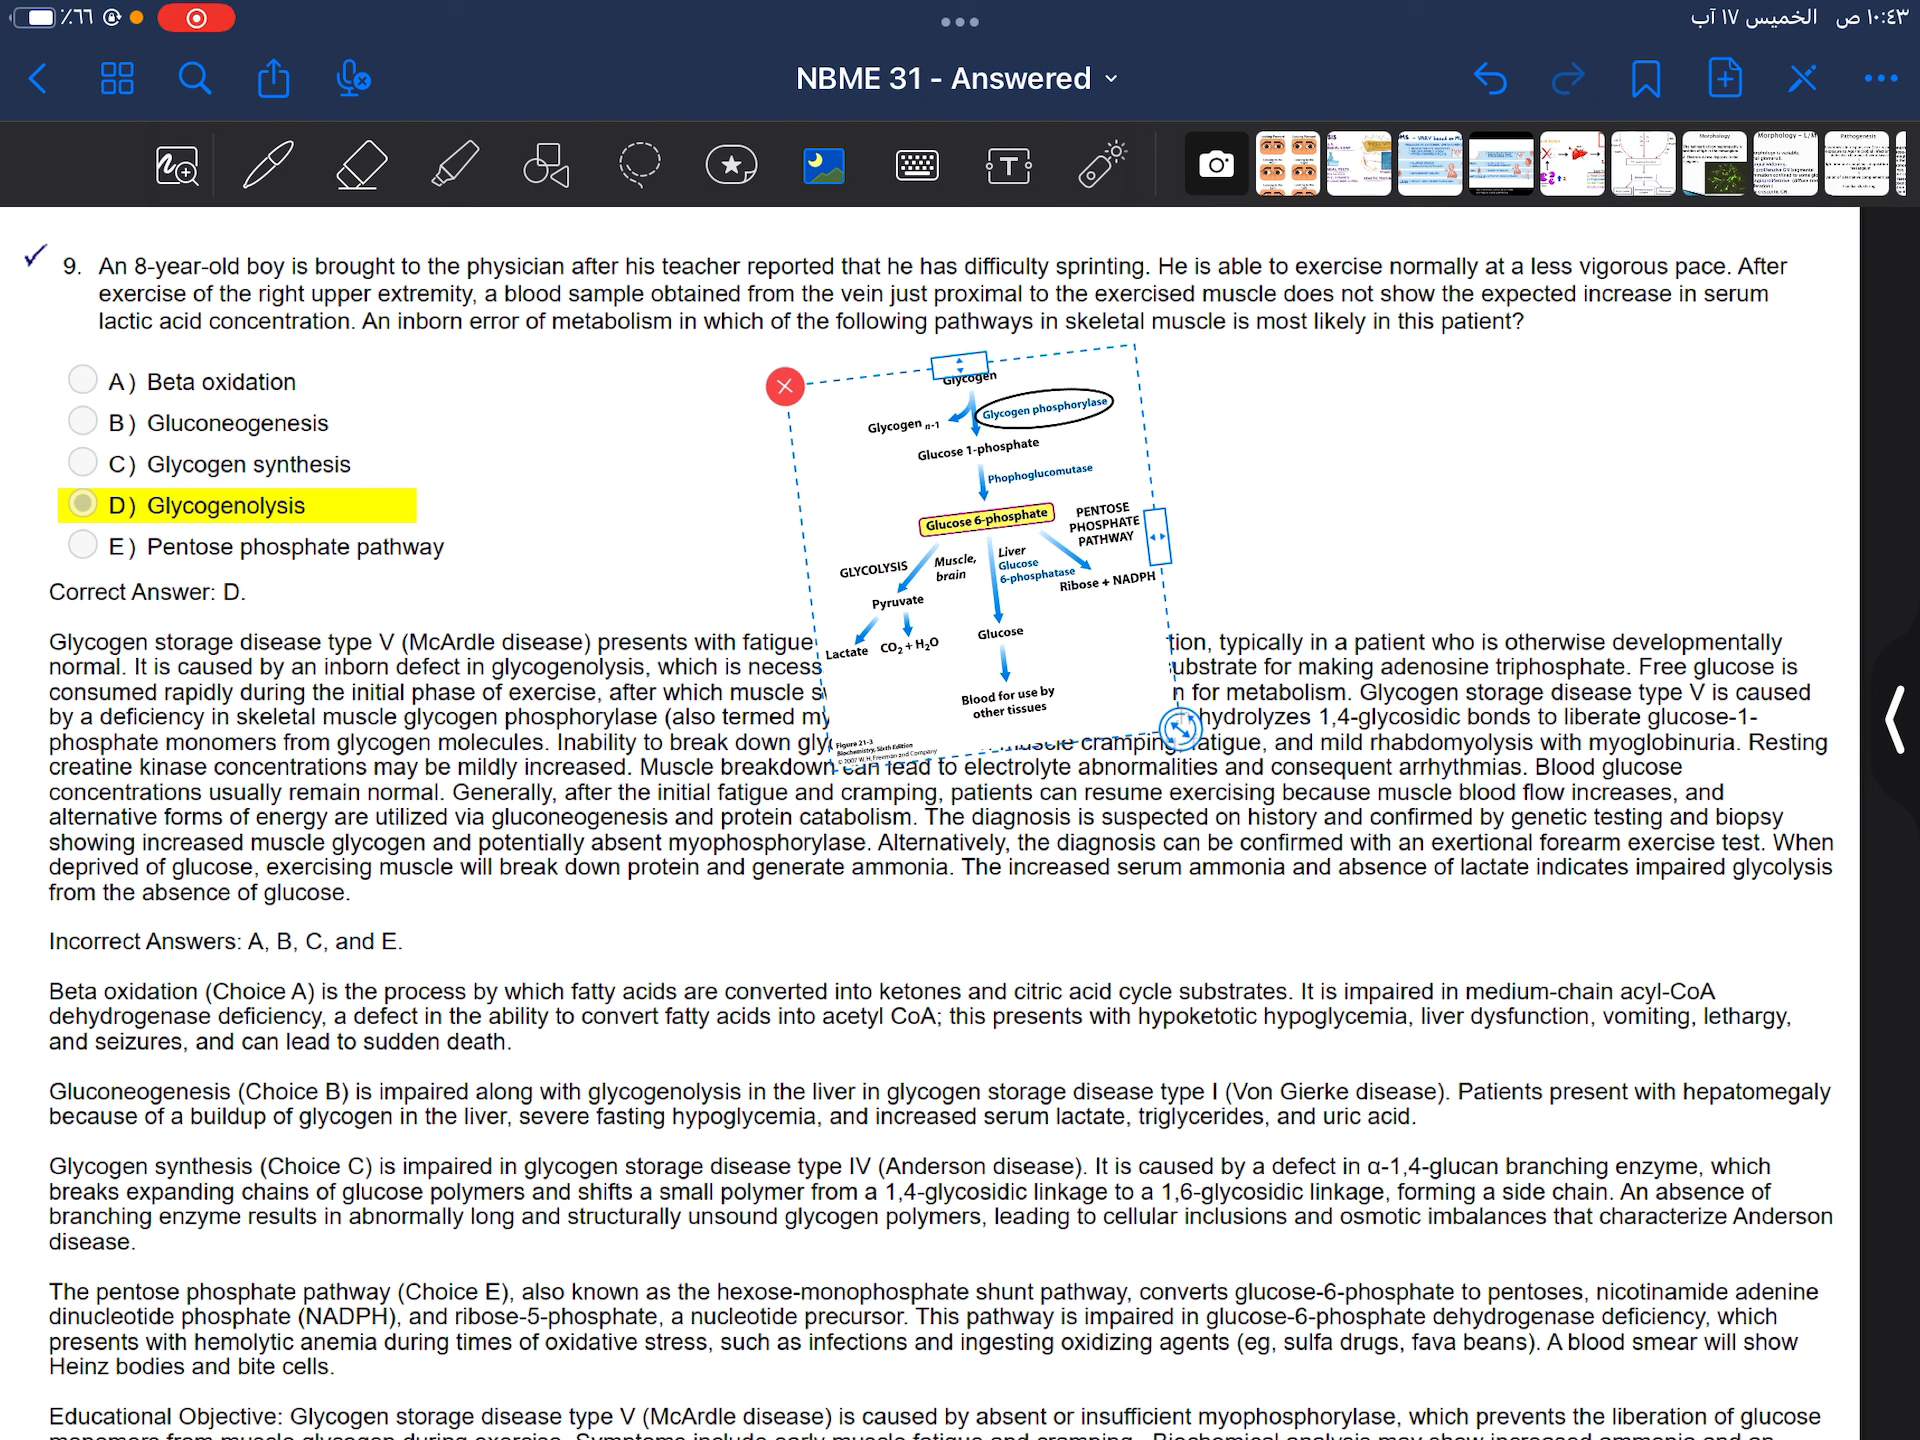 ٪٦٦
١٠:٤٣ ص الخميس ١٧ آب
NBME 31 - Answered
9. An 8-year-old boy is brought to the physician after his teacher reported that he has difficulty sprinting. He is able to exercise normally at a less vigorous pace. After
exercise of the right upper extremity, a blood sample obtained from the vein just proximal to the exercised muscle does not show the expected increase in serum
lactic acid concentration. An inborn error of metabolism in which of the following pathways in skeletal muscle is most likely in this patient?
A) Beta oxidation
B) Gluconeogenesis
C) Glycogen synthesis
D) Glycogenolysis
E) Pentose phosphate pathway
Correct Answer: D.
Glycogen
Glycogen phosphorylase
Glycogen n-1
Glucose 1-phosphate
Phophoglucomutase
Glucose 6-phosphate
PENTOSE
PHOSPHATE
PATHWAY
GLYCOLYSIS
Muscle,
brain
Liver
Glucose
6-phosphatase
Ribose + NADPH
Pyruvate
Lactate
CO2 + H2O
Glucose
Blood for use by
other tissues
Figure 21-3
Biochemistry, Sixth Edition
© 2007 W. H. Freeman and Company
Glycogen storage disease type V (McArdle disease) presents with fatigue tion, typically in a patient who is otherwise developmentally
normal. It is caused by an inborn defect in glycogenolysis, which is necess ubstrate for making adenosine triphosphate. Free glucose is
consumed rapidly during the initial phase of exercise, after which muscle s n for metabolism. Glycogen storage disease type V is caused
by a deficiency in skeletal muscle glycogen phosphorylase (also termed my hydrolyzes 1,4-glycosidic bonds to liberate glucose-1-
phosphate monomers from glycogen molecules. Inability to break down gly muscle cramping, fatigue, and mild rhabdomyolysis with myoglobinuria. Resting
creatine kinase concentrations may be mildly increased. Muscle breakdown can lead to electrolyte abnormalities and consequent arrhythmias. Blood glucose
concentrations usually remain normal. Generally, after the initial fatigue and cramping, patients can resume exercising because muscle blood flow increases, and
alternative forms of energy are utilized via gluconeogenesis and protein catabolism. The diagnosis is suspected on history and confirmed by genetic testing and biopsy
showing increased muscle glycogen and potentially absent myophosphorylase. Alternatively, the diagnosis can be confirmed with an exertional forearm exercise test. When
deprived of glucose, exercising muscle will break down protein and generate ammonia. The increased serum ammonia and absence of lactate indicates impaired glycolysis
from the absence of glucose.
Incorrect Answers: A, B, C, and E.
Beta oxidation (Choice A) is the process by which fatty acids are converted into ketones and citric acid cycle substrates. It is impaired in medium-chain acyl-CoA
dehydrogenase deficiency, a defect in the ability to convert fatty acids into acetyl CoA; this presents with hypoketotic hypoglycemia, liver dysfunction, vomiting, lethargy,
and seizures, and can lead to sudden death.
Gluconeogenesis (Choice B) is impaired along with glycogenolysis in the liver in glycogen storage disease type I (Von Gierke disease). Patients present with hepatomegaly
because of a buildup of glycogen in the liver, severe fasting hypoglycemia, and increased serum lactate, triglycerides, and uric acid.
Glycogen synthesis (Choice C) is impaired in glycogen storage disease type IV (Anderson disease). It is caused by a defect in α-1,4-glucan branching enzyme, which
breaks expanding chains of glucose polymers and shifts a small polymer from a 1,4-glycosidic linkage to a 1,6-glycosidic linkage, forming a side chain. An absence of
branching enzyme results in abnormally long and structurally unsound glycogen polymers, leading to cellular inclusions and osmotic imbalances that characterize Anderson
disease.
The pentose phosphate pathway (Choice E), also known as the hexose-monophosphate shunt pathway, converts glucose-6-phosphate to pentoses, nicotinamide adenine
dinucleotide phosphate (NADPH), and ribose-5-phosphate, a nucleotide precursor. This pathway is impaired in glucose-6-phosphate dehydrogenase deficiency, which
presents with hemolytic anemia during times of oxidative stress, such as infections and ingesting oxidizing agents (eg, sulfa drugs, fava beans). A blood smear will show
Heinz bodies and bite cells.
Educational Objective: Glycogen storage disease type V (McArdle disease) is caused by absent or insufficient myophosphorylase, which prevents the liberation of glucose